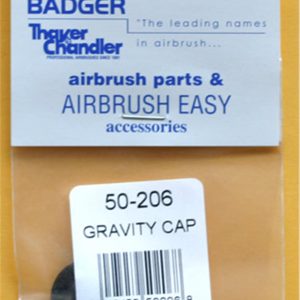 BADGER
Thayer
Chandler
PROFESSIONAL AIRBRUSHES SINCE 1891
"The leading names
in airbrush...
airbrush parts &
AIRBRUSH EASY
accessories
50-206
GRAVITY CAP